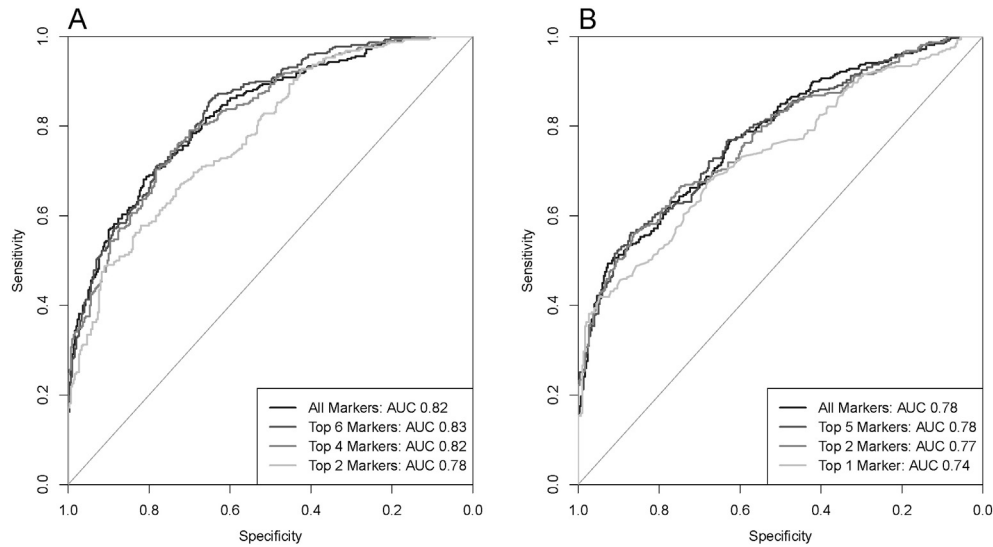 A
1.0
0.8
0.6
0.4
0.2
0.0
Sensitivity
All Markers: AUC 0.82
Top 6 Markers: AUC 0.83
Top 4 Markers: AUC 0.82
Top 2 Markers: AUC 0.78
1.0 0.8 0.6 0.4 0.2 0.0
Specificity
B
1.0
0.8
0.6
0.4
0.2
0.0
Sensitivity
All Markers: AUC 0.78
Top 5 Markers: AUC 0.78
Top 2 Markers: AUC 0.77
Top 1 Marker: AUC 0.74
1.0 0.8 0.6 0.4 0.2 0.0
Specificity